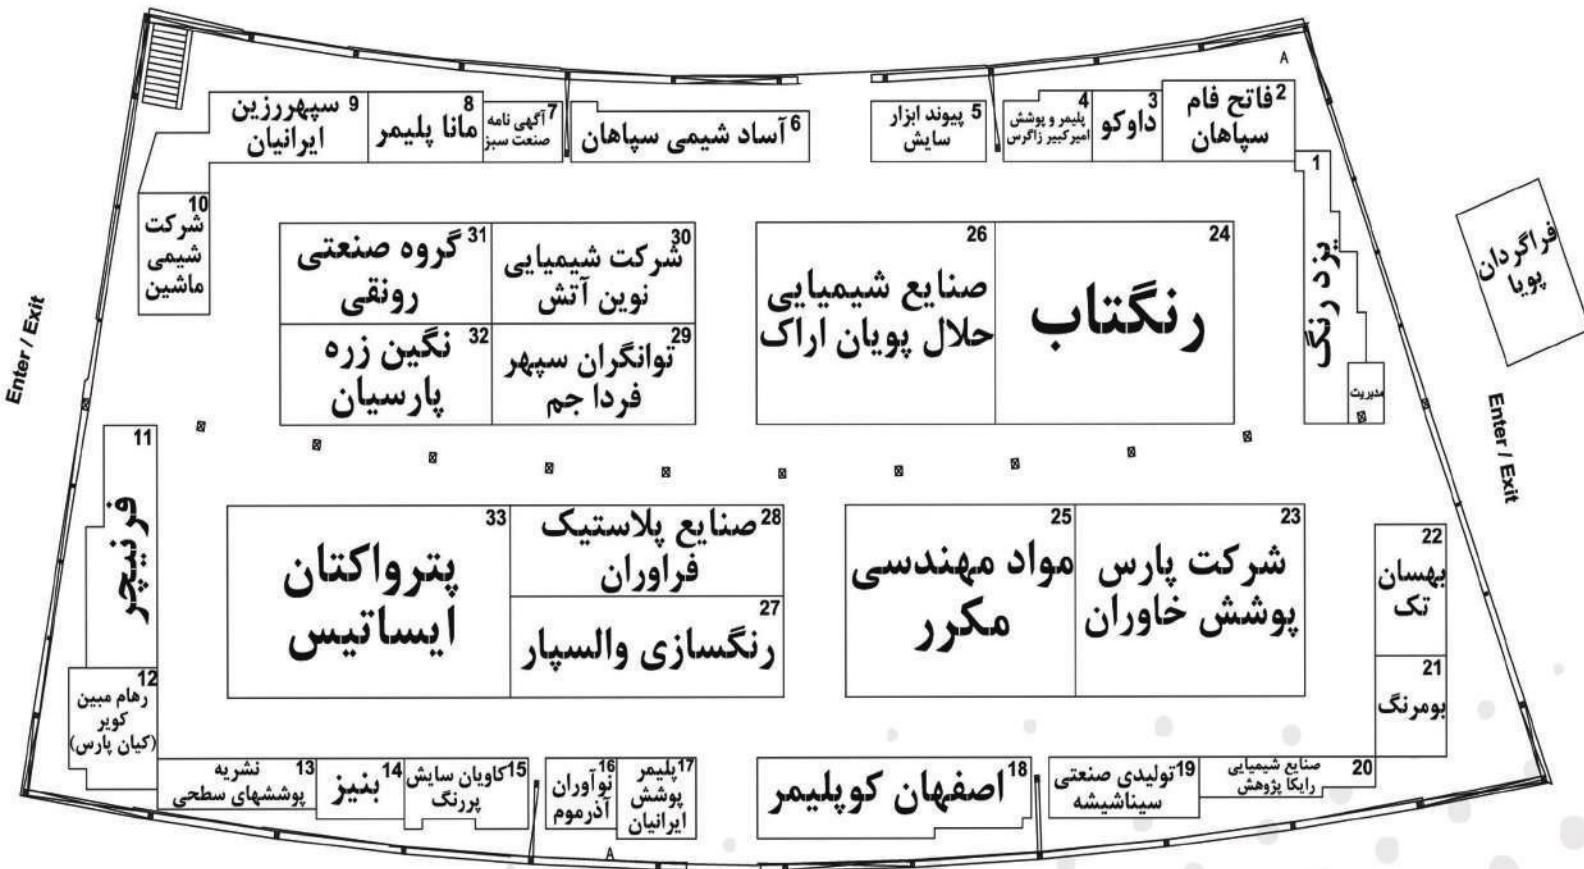 9 سپهررزین
ایرانیان
8
مانا پلیمر
7 آگهی نامه
صنعت سبز
6
آساد شیمی سپاهان
5 پیوند ابزار
سایش
4
پلیمر و پوشش
امیرکبیر زاگرس
3
داوکو
2 فاتح فام
سپاهان
A
1
یزد رنگ
مدیریت
فراگردان
پویا
10
شرکت
شیمی
ماشین
31 گروه صنعتی
رونقی
30
شرکت شیمیایی
نوین آتش
26
صنایع شیمیایی
حلال پویان اراک
24
رنگتاب
32 نگین زره
پارسیان
29
توانگران سپهر
فردا جم
Enter / Exit
Enter / Exit
11
فرنیچر
33
پترواکتان
ایساتیس
28 صنایع پلاستیک
فراوران
27
رنگسازی والسپار
25
مواد مهندسی
مکرر
23
شرکت پارس
پوشش خاوران
22
بهسان
تک
21
بومرنگ
12
رهام مبین
کویر
(کیان پارس)
13 نشریه
پوششهای سطحی
14
بنیز
15 کاویان سایش
پررنگ
16
نوآوران
آذرموم
17 پلیمر
پوشش
ایرانیان
18
اصفهان کوپلیمر
19 تولیدی صنعتی
سیناشیشه
20 صنایع شیمیایی
رایکا پژوهش
A